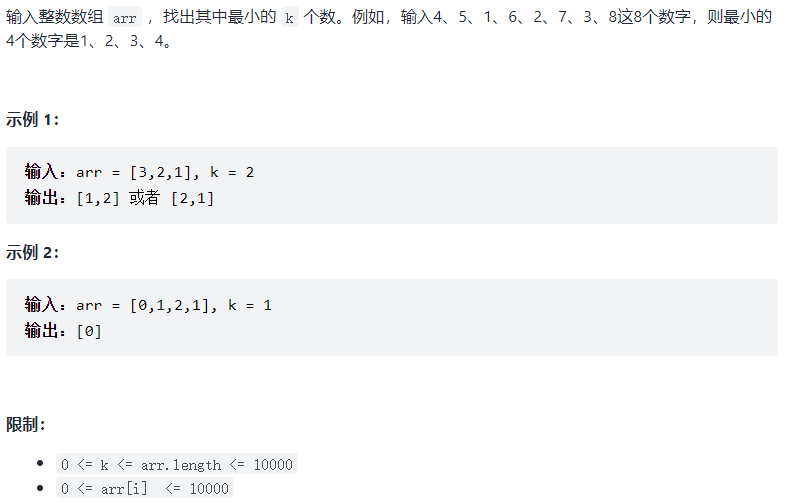 输入整数数组 arr ，找出其中最小的 k 个数。例如，输入4、5、1、6、2、7、3、8这8个数字，则最小的
4个数字是1、2、3、4。
示例 1：
输入：arr = [3,2,1], k = 2
输出：[1,2] 或者 [2,1]
示例 2：
输入：arr = [0,1,2,1], k = 1
输出：[0]
限制：
0 <= k <= arr.length <= 10000
0 <= arr[i]  <= 10000